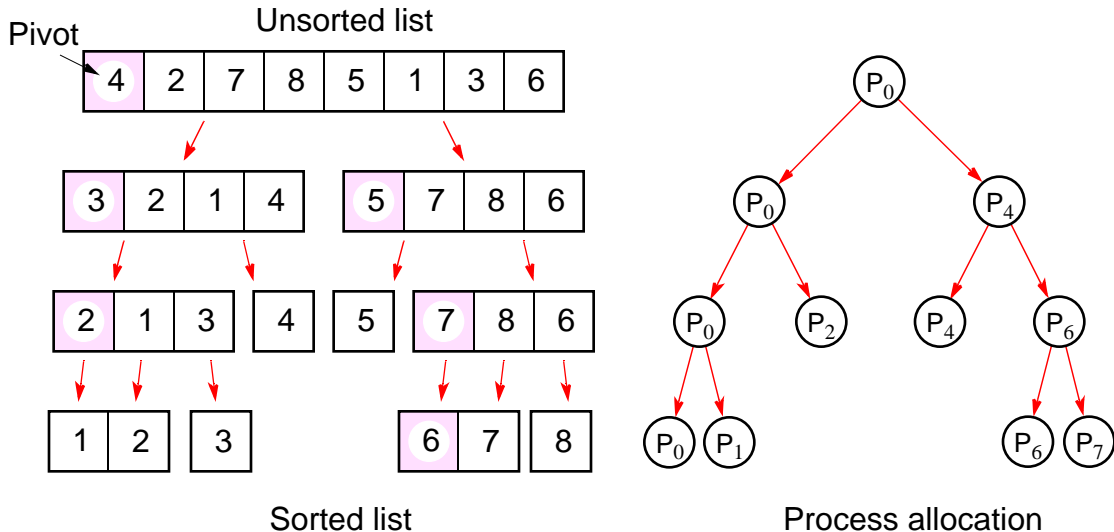 Unsorted list
Pivot
4 2 7 8 5 1 3 6
3 2 1 4 5 7 8 6
2 1 3 4 5 7 8 6
1 2 3 6 7 8
Sorted list
P0
P0 P4
P0 P2 P4 P6
P0 P1 P6 P7
Process allocation